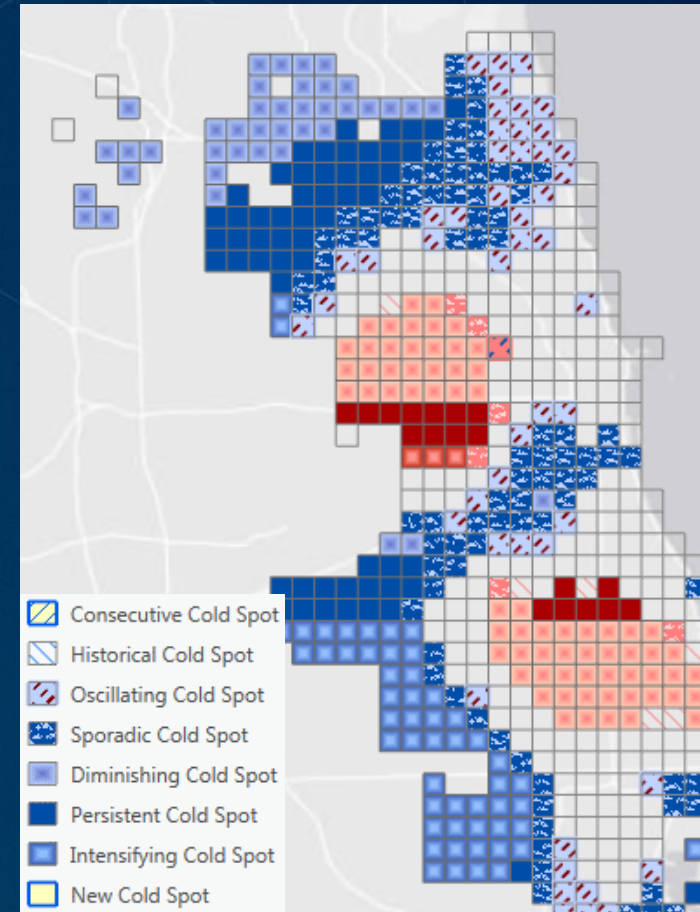 Consecutive Cold Spot
Historical Cold Spot
Oscillating Cold Spot
Sporadic Cold Spot
Diminishing Cold Spot
Persistent Cold Spot
Intensifying Cold Spot
New Cold Spot